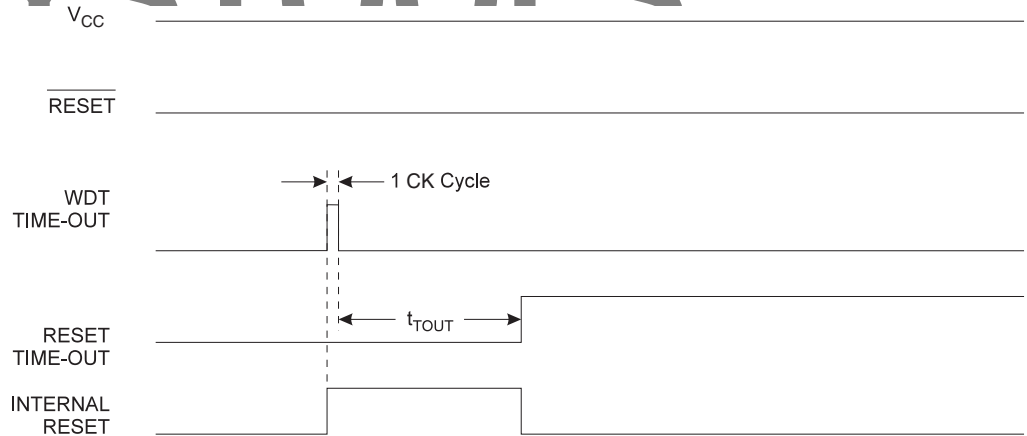 VCC
RESET
1 CK Cycle
WDT
TIME-OUT
tTOUT
RESET
TIME-OUT
INTERNAL
RESET